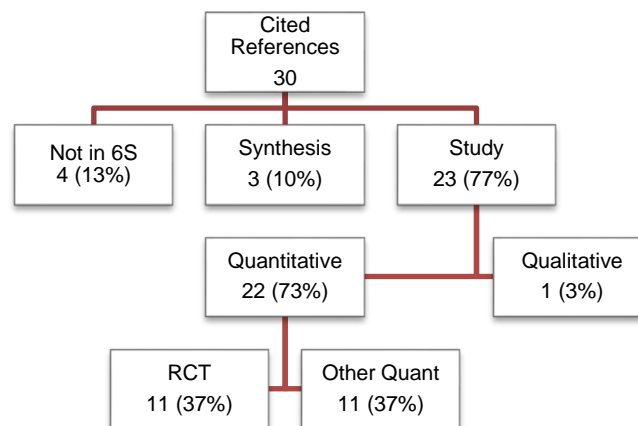 Cited
References
30
Not in 6S
4 (13%)
Synthesis
3 (10%)
Study
23 (77%)
Quantitative
22 (73%)
Qualitative
1 (3%)
RCT
11 (37%)
Other Quant
11 (37%)